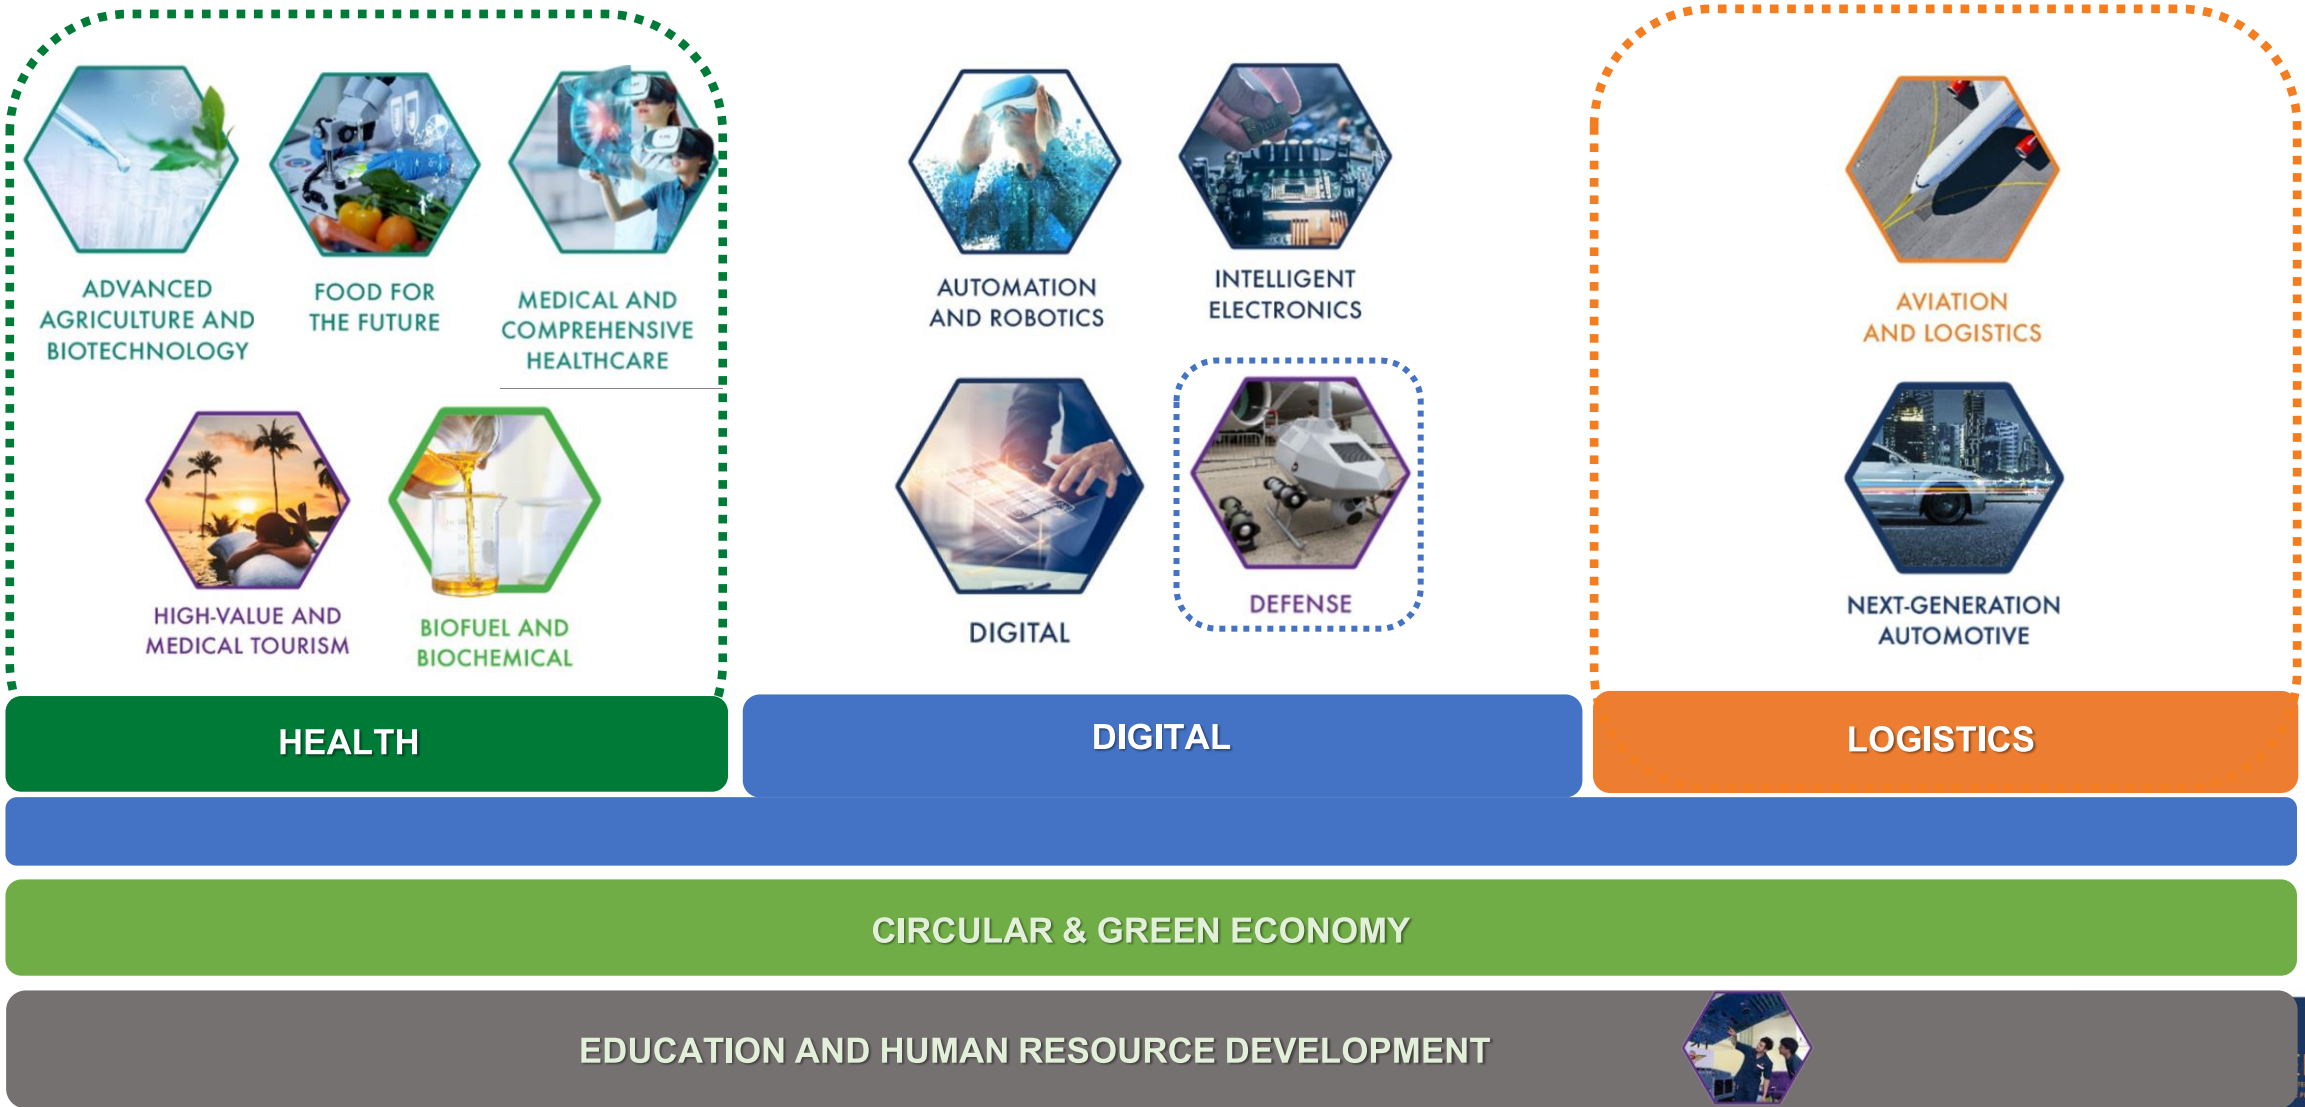 ADVANCED
AGRICULTURE AND
BIOTECHNOLOGY
FOOD FOR
THE FUTURE
MEDICAL AND
COMPREHENSIVE
HEALTHCARE
HIGH-VALUE AND
MEDICAL TOURISM
BIOFUEL AND
BIOCHEMICAL
AUTOMATION
AND ROBOTICS
INTELLIGENT
ELECTRONICS
DIGITAL
DEFENSE
AVIATION
AND LOGISTICS
NEXT-GENERATION
AUTOMOTIVE
HEALTH
DIGITAL
LOGISTICS
CIRCULAR & GREEN ECONOMY
EDUCATION AND HUMAN RESOURCE DEVELOPMENT